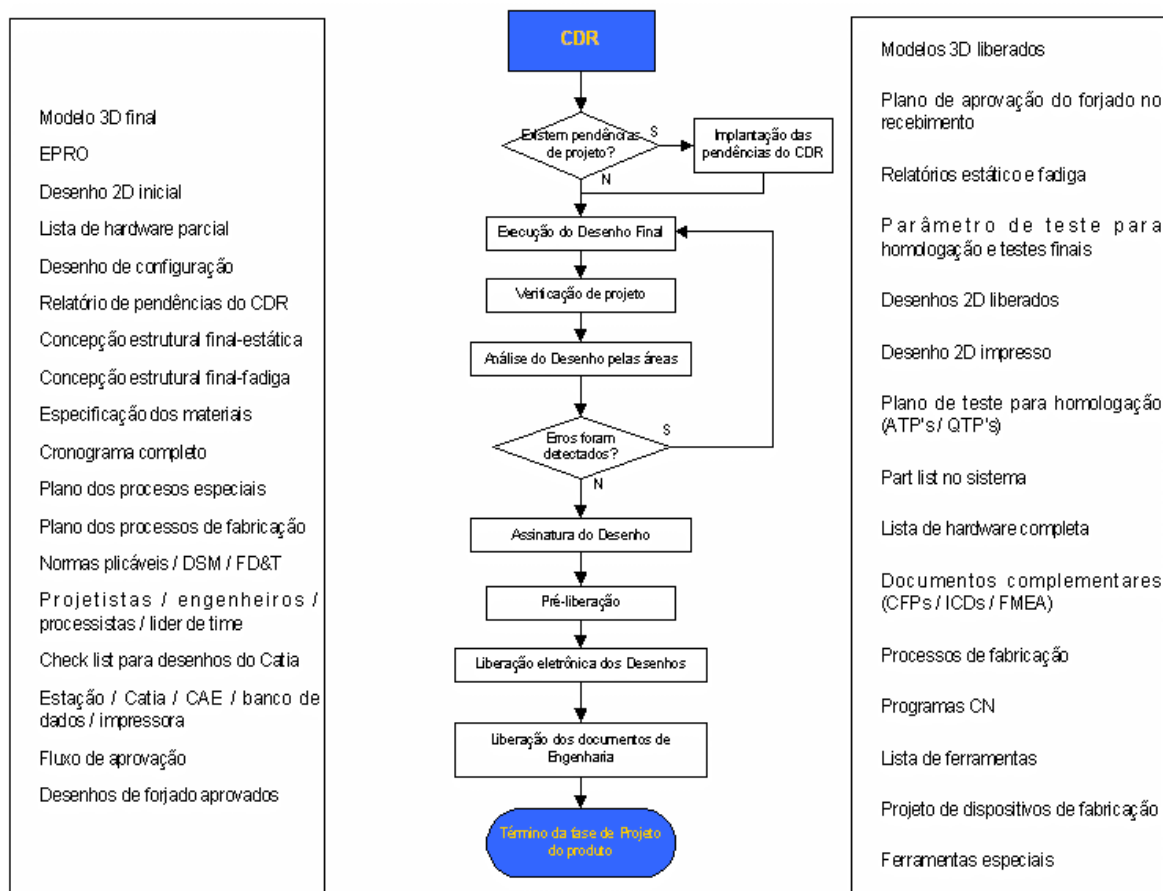 Modelo 3D final
EPRO
Desenho 2D inicial
Lista de hardware parcial
Desenho de configuração
Relatório de pendências do CDR
Concepção estrutural final-estática
Concepção estrutural final-fadiga
Especificação dos materiais
Cronograma completo
Plano dos procesos especiais
Plano dos processos de fabricação
Normas plicáveis / DSM / FD&T
Projetistas / engenheiros /
processistas / lider de time
Check list para desenhos do Catia
Estação / Catia / CAE / banco de
dados / impressora
Fluxo de aprovação
Desenhos de forjado aprovados
CDR
Existem pendências
de projeto?
S
Implantação das
pendências do CDR
N
Execução do Desenho Final
Verificação de projeto
Análise do Desenho pelas áreas
Erros foram
detectados?
S
N
Assinatura do Desenho
Pré-liberação
Liberação eletrônica dos Desenhos
Liberação dos documentos de
Engenharia
Término da fase de Projeto
do produto
Modelos 3D liberados
Plano de aprovação do forjado no
recebimento
Relatórios estático e fadiga
Parâmetro de teste para
homologação e testes finais
Desenhos 2D liberados
Desenho 2D impresso
Plano de teste para homologação
(ATP's / QTP's)
Part list no sistema
Lista de hardware completa
Documentos complementares
(CFPs / ICDs / FMEA)
Processos de fabricação
Programas CN
Lista de ferramentas
Projeto de dispositivos de fabricação
Ferramentas especiais